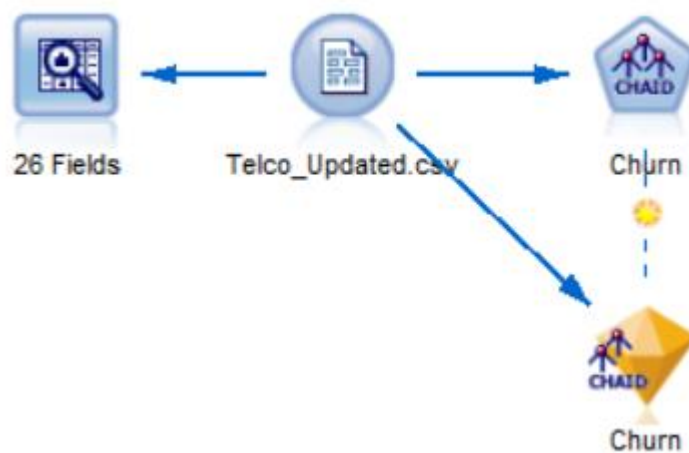 CHAID
26 Fields
Telco_Updated.csv
Churn
CHAID
Churn